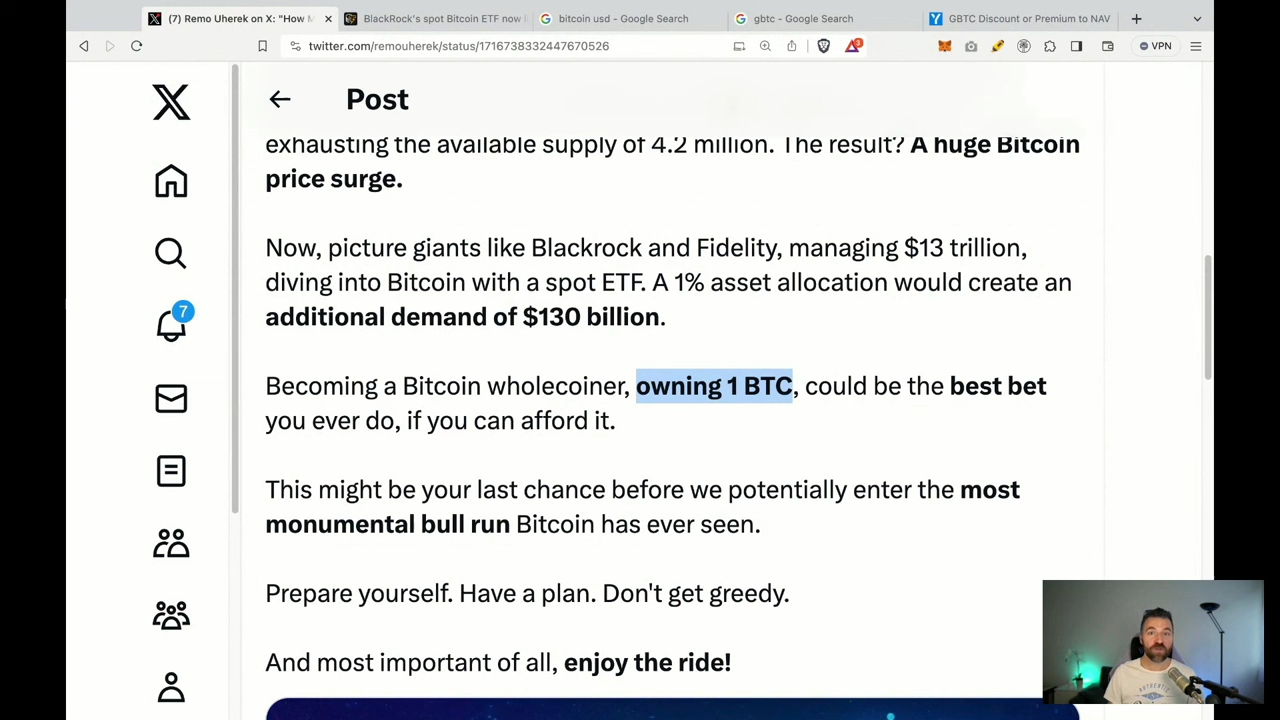 (7) Remo Uherek on X: "How M
BlackRock's spot Bitcoin ETF now
bitcoin usd - Google Search
gbtc - Google Search
GBTC Discount or Premium to NAV
twitter.com/remouherek/status/1716738332447670526
3
VPN
Post
exhausting the available supply of 4.2 million. The result? A huge Bitcoin
price surge.
Now, picture giants like Blackrock and Fidelity, managing $13 trillion,
diving into Bitcoin with a spot ETF. A 1% asset allocation would create an
additional demand of $130 billion.
7
Becoming a Bitcoin wholecoiner, owning 1 BTC, could be the best bet
you ever do, if you can afford it.
This might be your last chance before we potentially enter the most
monumental bull run Bitcoin has ever seen.
Prepare yourself. Have a plan. Don't get greedy.
And most important of all, enjoy the ride!